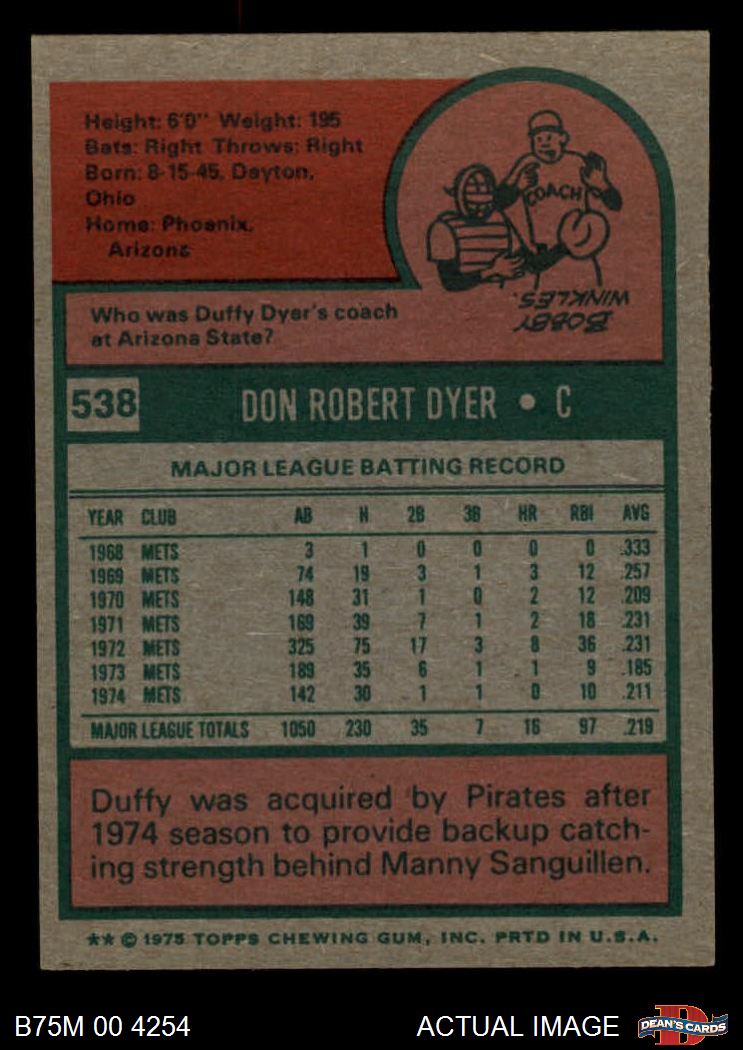 Height: 6'0" Weight: 195
Bats: Right Throws: Right
Born: 8-15-45, Dayton,
Ohio
Home: Phoenix,
Arizona
COACH
BOBBY
WINKLES.
Who was Duffy Dyer's coach
at Arizona State?
538 DON ROBERT DYER • C
MAJOR LEAGUE BATTING RECORD
YEAR CLUB AB H 2B 3B HR RBI AVG
1968 METS 3 1 0 0 0 0 .333
1969 METS 74 19 3 1 3 12 .257
1970 METS 148 31 1 0 2 12 .209
1971 METS 169 39 7 1 2 18 .231
1972 METS 325 75 17 3 8 36 .231
1973 METS 189 35 6 1 1 9 .185
1974 METS 142 30 1 1 0 10 .211
MAJOR LEAGUE TOTALS 1050 230 35 7 16 97 .219
Duffy was acquired by Pirates after
1974 season to provide backup catch-
ing strength behind Manny Sanguillen.
** © 1975 TOPPS CHEWING GUM, INC. PRTD IN U.S.A.
B75M 00 4254 ACTUAL IMAGE D DEAN'S CARDS